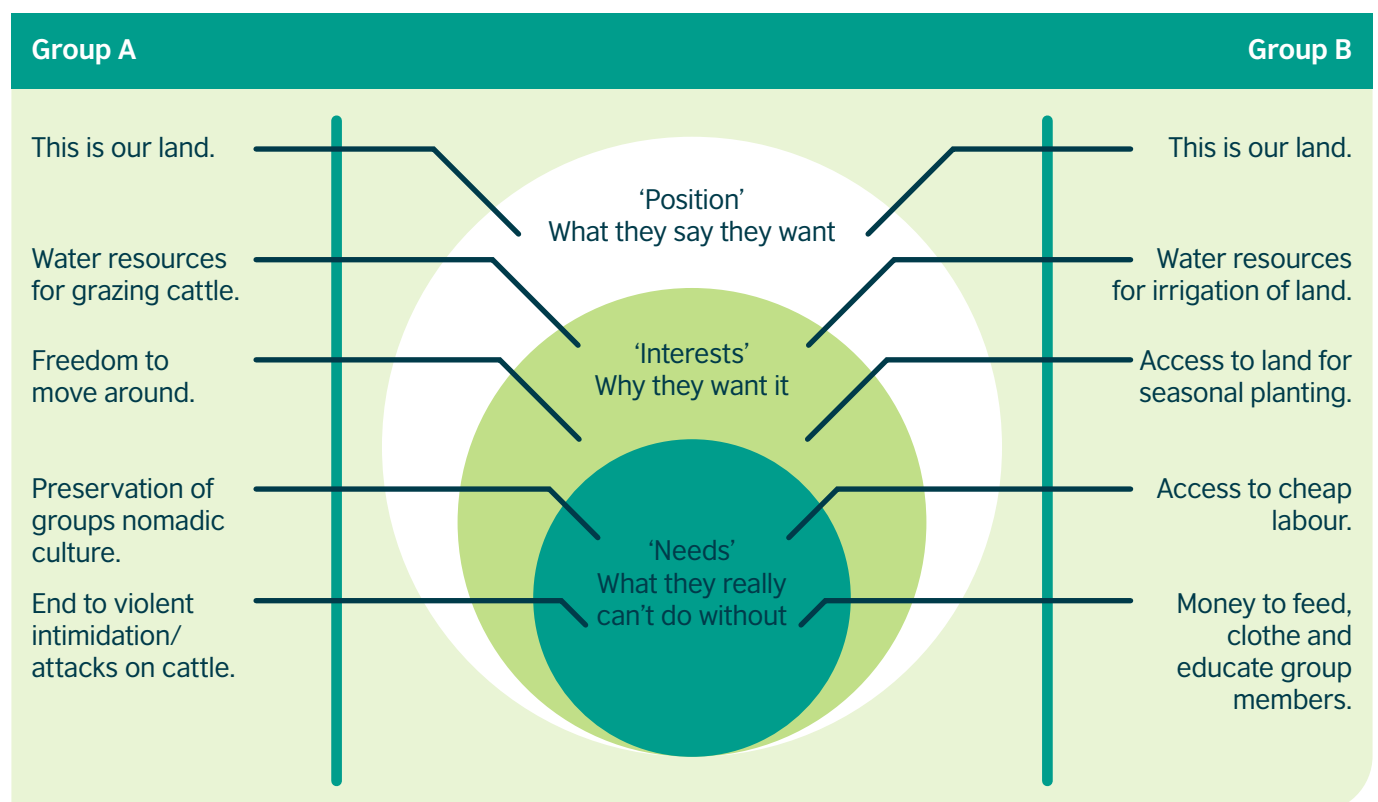 Group A
Group B
This is our land.
Water resources
for grazing cattle.
Freedom to
move around.
Preservation of
groups nomadic
culture.
End to violent
intimidation/
attacks on cattle.
‘Position’
What they say they want
‘Interests’
Why they want it
‘Needs’
What they really
can’t do without
This is our land.
Water resources
for irrigation of land.
Access to land for
seasonal planting.
Access to cheap
labour.
Money to feed,
clothe and
educate group
members.